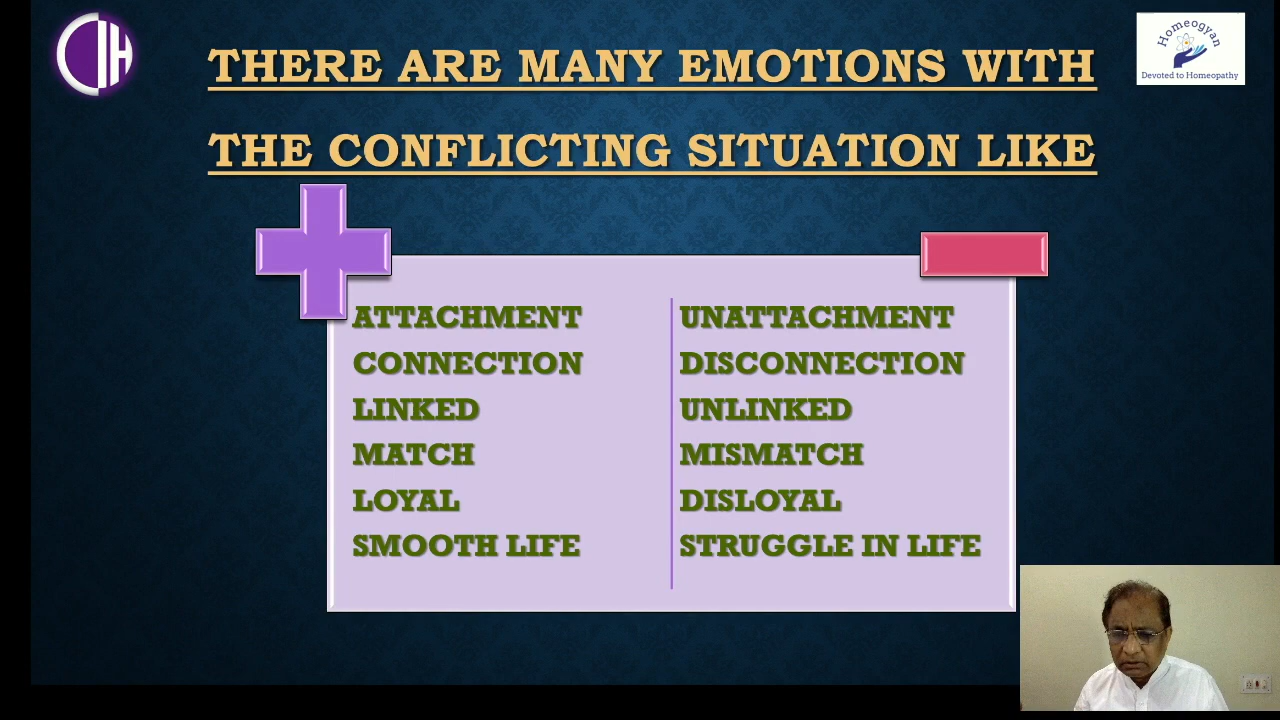 CIH
Homeogyan
Devoted to Homeopathy
THERE ARE MANY EMOTIONS WITH
THE CONFLICTING SITUATION LIKE
ATTACHMENT
CONNECTION
LINKED
MATCH
LOYAL
SMOOTH LIFE
UNATTACHMENT
DISCONNECTION
UNLINKED
MISMATCH
DISLOYAL
STRUGGLE IN LIFE